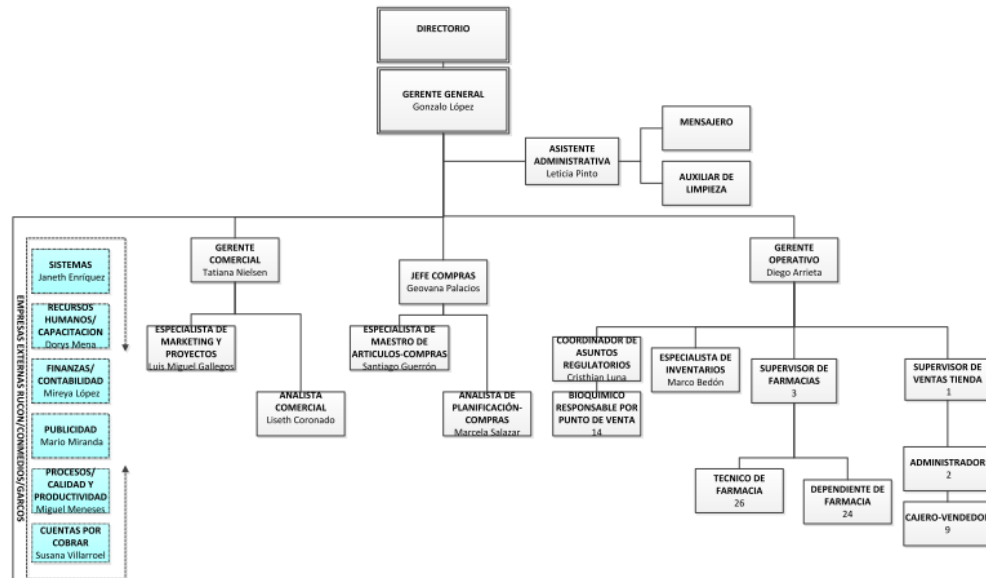 DIRECTORIO
GERENTE GENERAL
Gonzalo López
ASISTENTE
ADMINISTRATIVA
Leticia Pinto
MENSAJERO
AUXILIAR DE
LIMPIEZA
EMPRESAS EXTERNAS RUCON/CONMEDIOS/GARCOS
SISTEMAS
Janeth Enríquez
RECURSOS
HUMANOS/
CAPACITACION
Dorys Mena
FINANZAS/
CONTABILIDAD
Mireya López
PUBLICIDAD
Mario Miranda
PROCESOS/
CALIDAD Y
PRODUCTIVIDAD
Miguel Meneses
CUENTAS POR
COBRAR
Susana Villarroel
GERENTE
COMERCIAL
Tatiana Nielsen
ESPECIALISTA DE
MARKETING Y
PROYECTOS
Luis Miguel Gallegos
ANALISTA
COMERCIAL
Liseth Coronado
JEFE COMPRAS
Geovana Palacios
ESPECIALISTA DE
MAESTRO DE
ARTICULOS-COMPRAS
Santiago Guerrón
ANALISTA DE
PLANIFICACIÓN-
COMPRAS
Marcela Salazar
GERENTE
OPERATIVO
Diego Arrieta
COORDINADOR DE
ASUNTOS
REGULATORIOS
Cristhian Luna
BIOQUIMICO
RESPONSABLE POR
PUNTO DE VENTA
14
ESPECIALISTA DE
INVENTARIOS
Marco Bedón
SUPERVISOR DE
FARMACIAS
3
TECNICO DE
FARMACIA
26
DEPENDIENTE DE
FARMACIA
24
SUPERVISOR DE
VENTAS TIENDA
1
ADMINISTRADOR
2
CAJERO-VENDEDOR
9